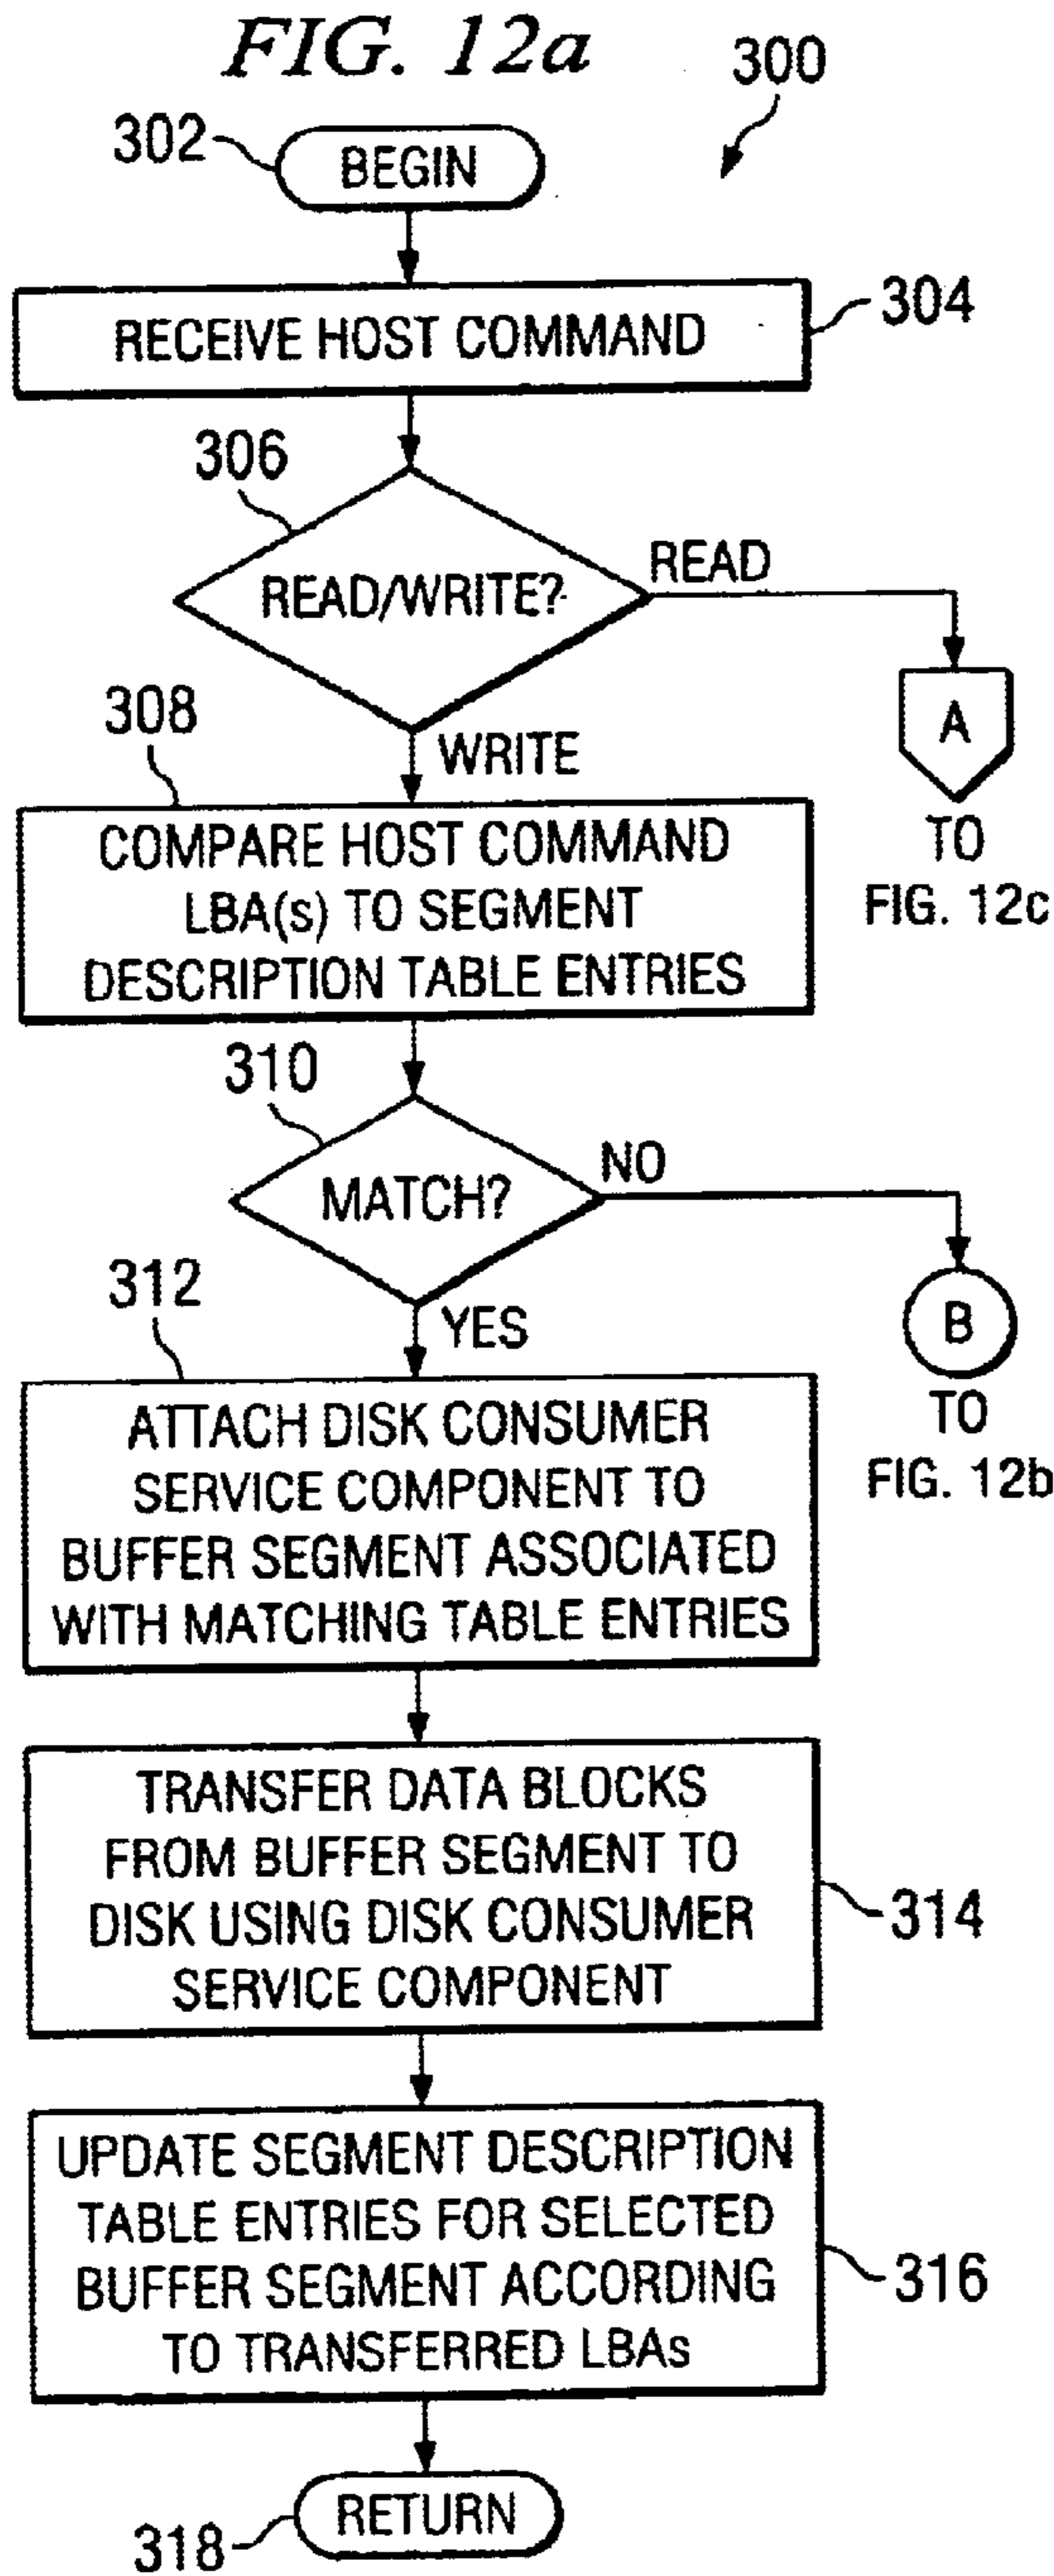 FIG. 12a
300
302
BEGIN
RECEIVE HOST COMMAND
304
306
READ/WRITE?
READ
A
TO
FIG. 12c
WRITE
308
COMPARE HOST COMMAND
LBA(s) TO SEGMENT
DESCRIPTION TABLE ENTRIES
310
MATCH?
NO
B
TO
FIG. 12b
YES
312
ATTACH DISK CONSUMER
SERVICE COMPONENT TO
BUFFER SEGMENT ASSOCIATED
WITH MATCHING TABLE ENTRIES
TRANSFER DATA BLOCKS
FROM BUFFER SEGMENT TO
DISK USING DISK CONSUMER
SERVICE COMPONENT
314
UPDATE SEGMENT DESCRIPTION
TABLE ENTRIES FOR SELECTED
BUFFER SEGMENT ACCORDING
TO TRANSFERRED LBAs
316
RETURN
318